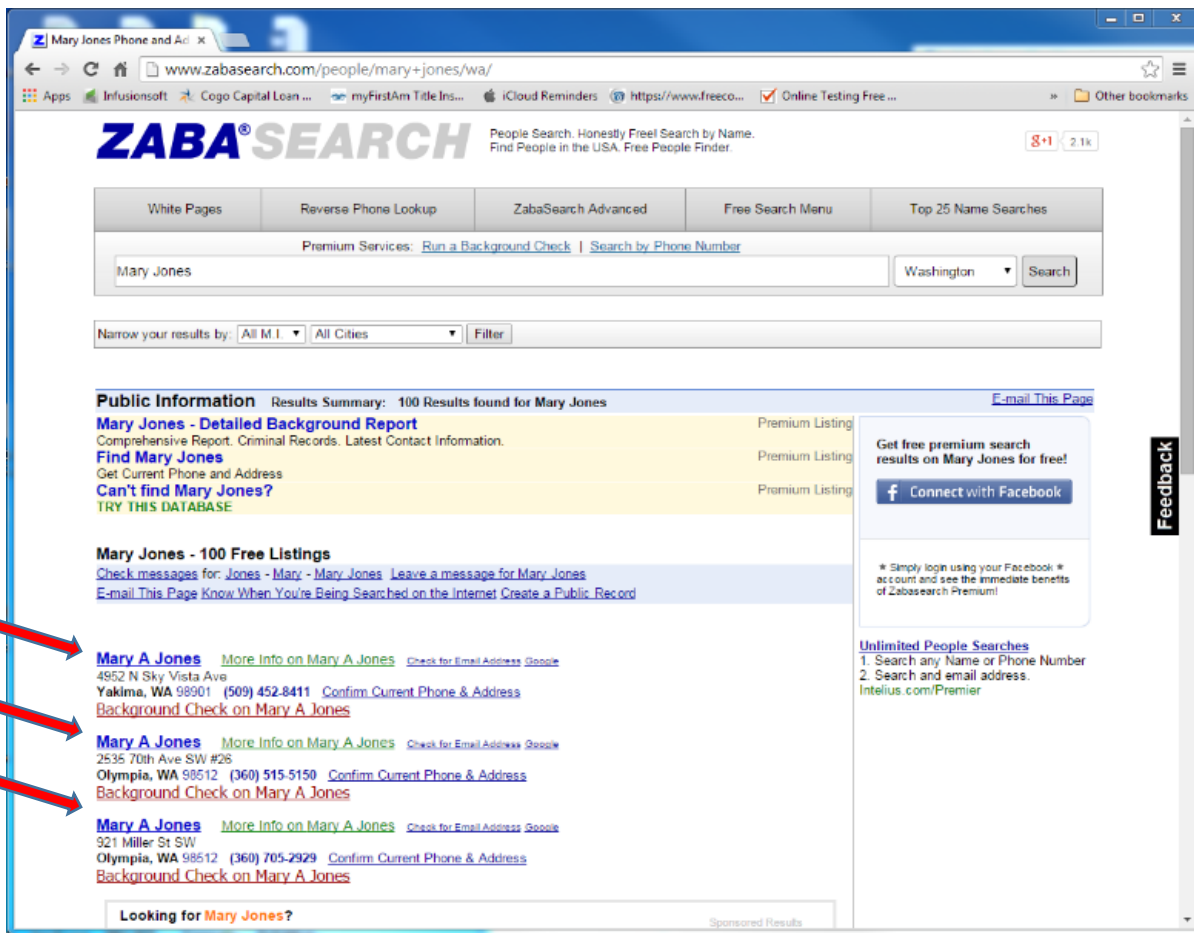 Mary Jones Phone and Ad
www.zabasearch.com/people/mary+jones/wa/
Apps Infusionsoft Cogo Capital Loan ... myFirstAm Title Ins... iCloud Reminders https://www.freeco... Online Testing Free ... » Other bookmarks
ZABA®SEARCH
People Search. Honestly Free! Search by Name.
Find People in the USA. Free People Finder.
g+1 2.1k
White Pages Reverse Phone Lookup ZabaSearch Advanced Free Search Menu Top 25 Name Searches
Premium Services: Run a Background Check | Search by Phone Number
Mary Jones Washington Search
Narrow your results by: All M.I. All Cities Filter
Public Information Results Summary: 100 Results found for Mary Jones E-mail This Page
Mary Jones - Detailed Background Report Premium Listing
Comprehensive Report. Criminal Records. Latest Contact Information.
Find Mary Jones Premium Listing
Get Current Phone and Address
Can't find Mary Jones? Premium Listing
TRY THIS DATABASE
Get free premium search
results on Mary Jones for free!
f Connect with Facebook
* Simply login using your Facebook *
account and see the immediate benefits
of Zabasearch Premium!
Feedback
Mary Jones - 100 Free Listings
Check messages for: Jones - Mary - Mary Jones Leave a message for Mary Jones
E-mail This Page Know When You're Being Searched on the Internet Create a Public Record
Mary A Jones More Info on Mary A Jones Check for Email Address Google
4952 N Sky Vista Ave
Yakima, WA 98901 (509) 452-8411 Confirm Current Phone & Address
Background Check on Mary A Jones
Mary A Jones More Info on Mary A Jones Check for Email Address Google
2535 70th Ave SW #26
Olympia, WA 98512 (360) 515-5150 Confirm Current Phone & Address
Background Check on Mary A Jones
Mary A Jones More Info on Mary A Jones Check for Email Address Google
921 Miller St SW
Olympia, WA 98512 (360) 705-2929 Confirm Current Phone & Address
Background Check on Mary A Jones
Unlimited People Searches
1. Search any Name or Phone Number
2. Search and email address.
Intelius.com/Premier
Looking for Mary Jones?
Sponsored Results